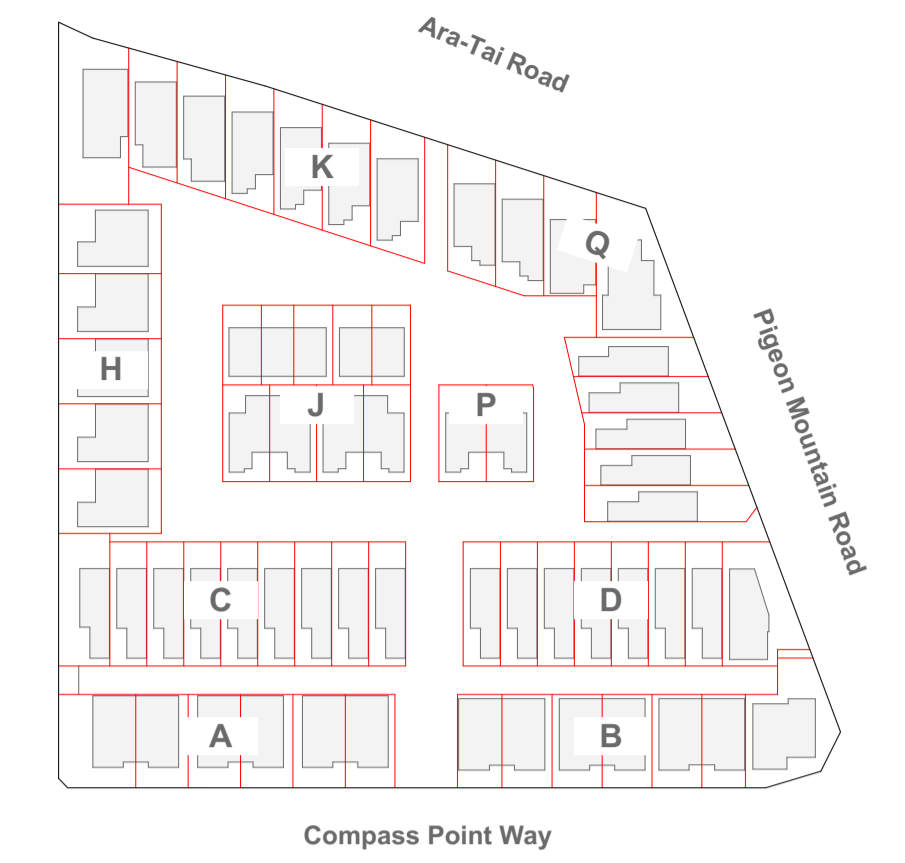 Ara-Tai Road
K
Q
Pigeon Mountain Road
H
J
P
C
D
A
B
Compass Point Way